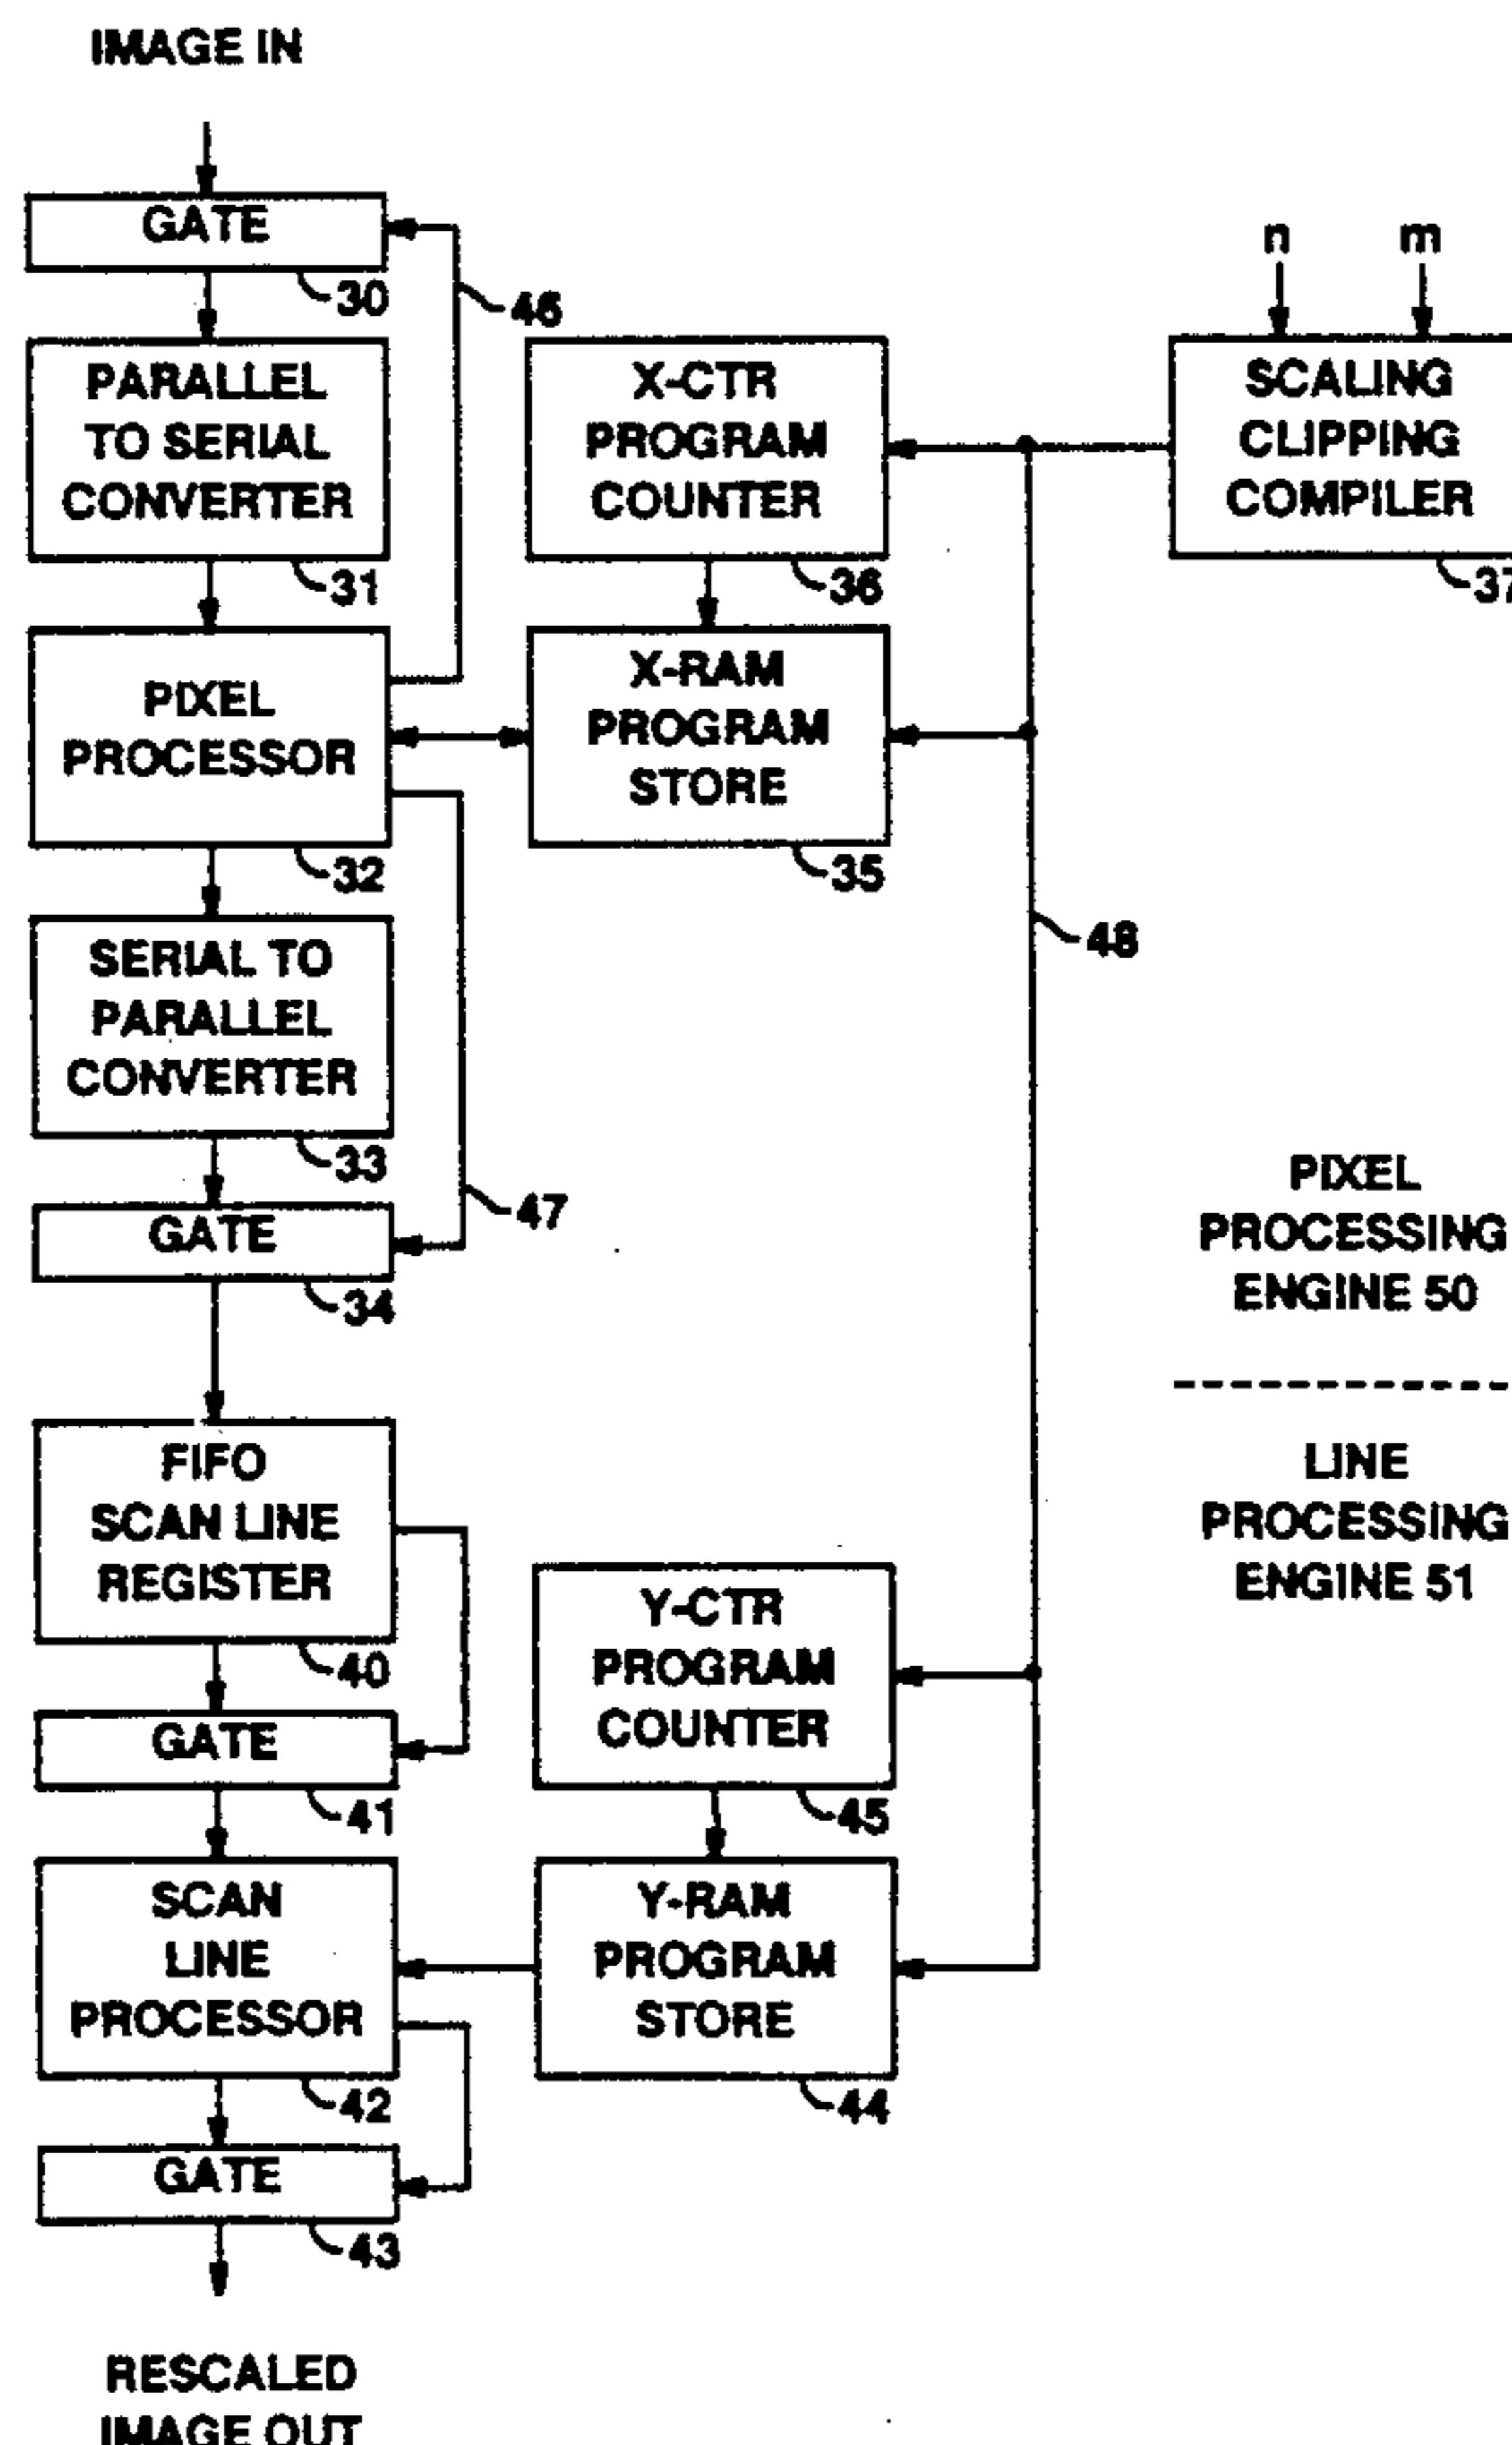 IMAGE IN
GATE
30
46
n
m
PARALLEL
TO SERIAL
CONVERTER
31
X-CTR
PROGRAM
COUNTER
36
SCALING
CLIPPING
COMPILER
37
PIXEL
PROCESSOR
32
X-RAM
PROGRAM
STORE
35
48
SERIAL TO
PARALLEL
CONVERTER
33
47
GATE
34
PIXEL
PROCESSING
ENGINE 50
LINE
PROCESSING
ENGINE 51
FIFO
SCAN LINE
REGISTER
40
Y-CTR
PROGRAM
COUNTER
45
GATE
41
SCAN
LINE
PROCESSOR
42
Y-RAM
PROGRAM
STORE
44
GATE
43
RESCALED
IMAGE OUT